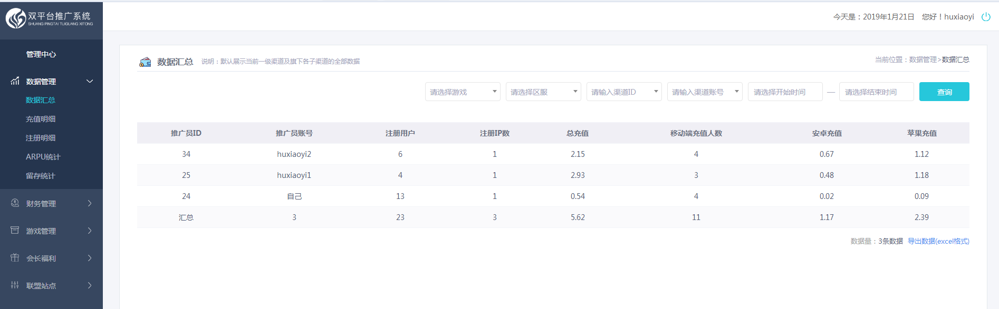 双平台推广系统
SHUANG PINGTAI TUIGUANG XITONG
今天是：2019年1月21日 您好！huxiaoyi
管理中心
数据管理
数据汇总
充值明细
注册明细
ARPU统计
留存统计
财务管理
游戏管理
会长福利
联盟站点
数据汇总 说明：默认展示当前一级渠道及旗下各子渠道的全部数据
当前位置：数据管理>数据汇总
请选择游戏 请选择区服 请输入渠道ID 请输入渠道账号 请选择开始时间 — 请选择结束时间 查询
推广员ID 推广员账号 注册用户 注册IP数 总充值 移动端充值人数 安卓充值 苹果充值
34 huxiaoyi2 6 1 2.15 4 0.67 1.12
25 huxiaoyi1 4 1 2.93 3 0.48 1.18
24 自己 13 1 0.54 4 0.02 0.09
汇总 3 23 3 5.62 11 1.17 2.39
数据量：3条数据 导出数据(excel格式)